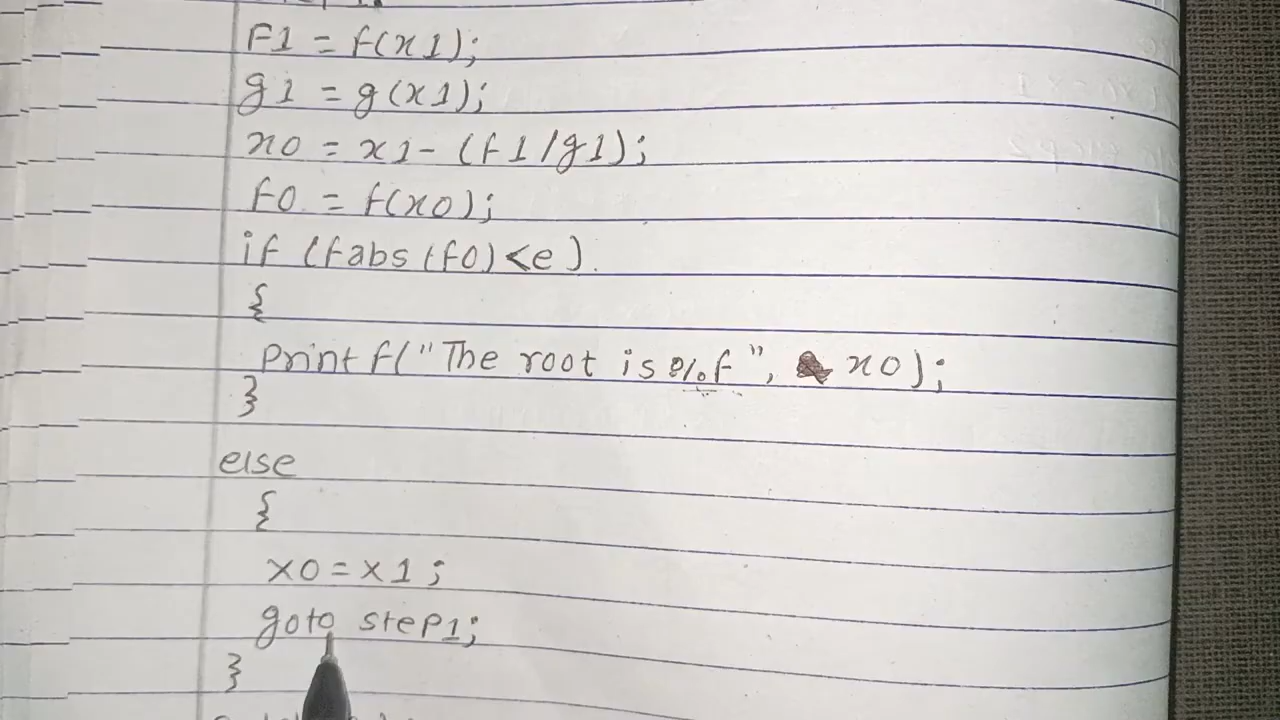 F1 = f(x1);
g1 = g(x1);
x0 = x1- (f1/g1);
f0 = f(x0);
if (fabs(f0)<e).
{
printf("The root is %f", x0);
}
else
{
x0=x1;
goto step1;
}